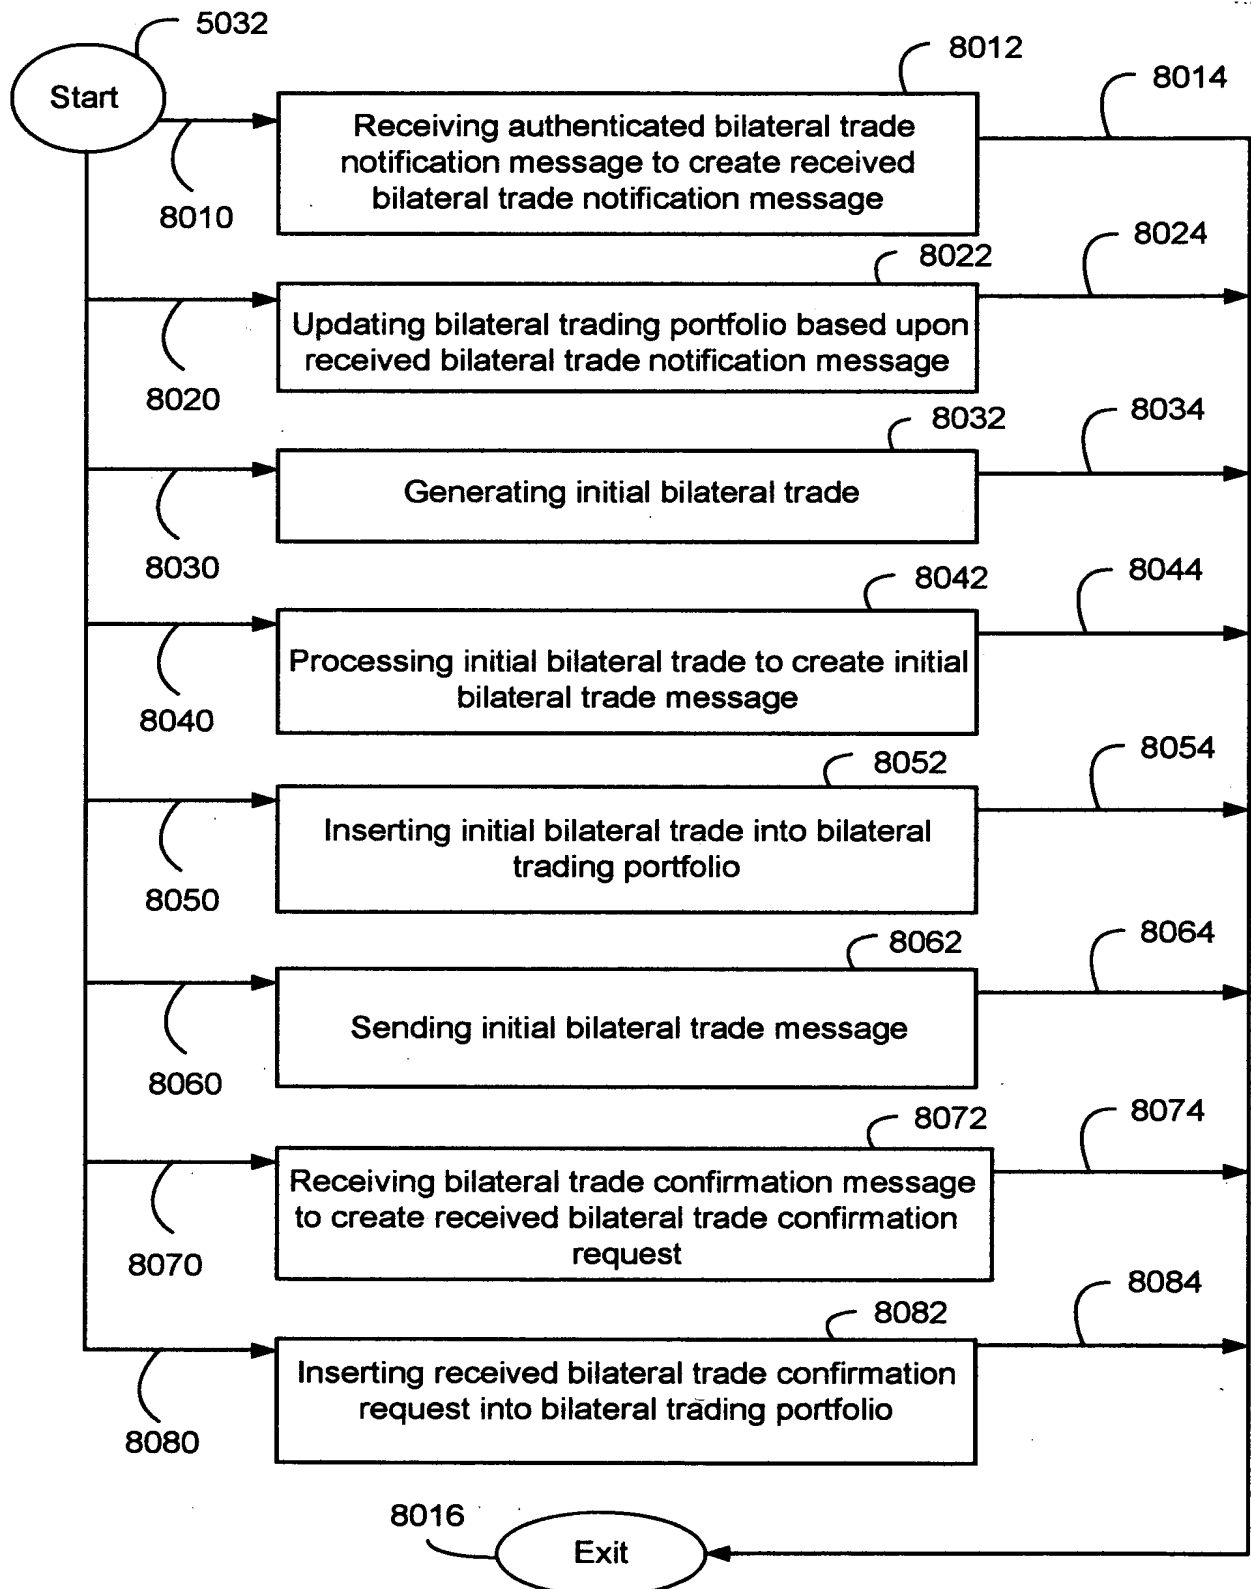 5032
Start
8012
8014
Receiving authenticated bilateral trade
notification message to create received
bilateral trade notification message
8010
8022
8024
Updating bilateral trading portfolio based upon
received bilateral trade notification message
8020
8032
8034
Generating initial bilateral trade
8030
8042
8044
Processing initial bilateral trade to create initial
bilateral trade message
8040
8052
8054
Inserting initial bilateral trade into bilateral
trading portfolio
8050
8062
8064
Sending initial bilateral trade message
8060
8072
8074
Receiving bilateral trade confirmation message
to create received bilateral trade confirmation
request
8070
8082
8084
Inserting received bilateral trade confirmation
request into bilateral trading portfolio
8080
8016
Exit